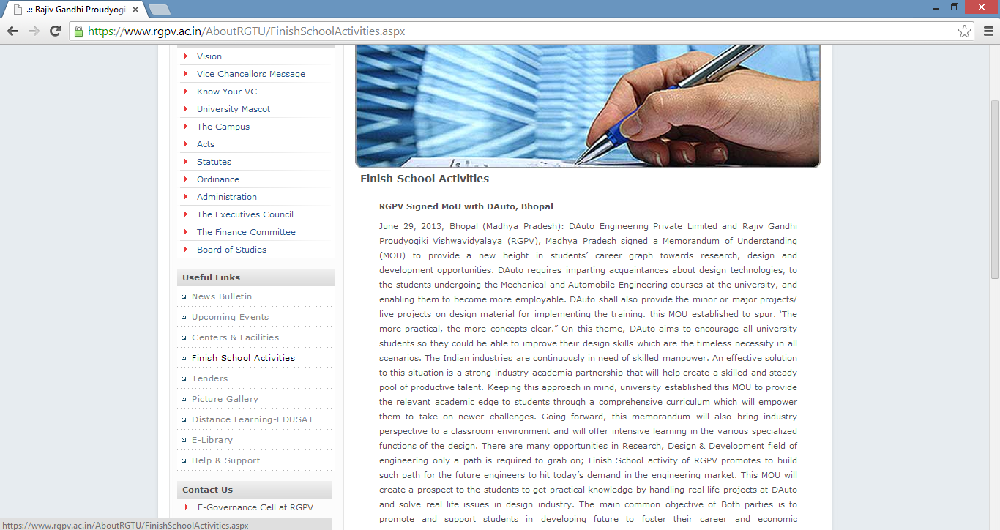 .:: Rajiv Gandhi Proudyogi
https://www.rgpv.ac.in/AboutRGTU/FinishSchoolActivities.aspx
Vision
Vice Chancellors Message
Know Your VC
University Mascot
The Campus
Acts
Statutes
Ordinance
Administration
The Executives Council
The Finance Committee
Board of Studies
Useful Links
News Bulletin
Upcoming Events
Centers & Facilities
Finish School Activities
Tenders
Picture Gallery
Distance Learning-EDUSAT
E-Library
Help & Support
Contact Us
E-Governance Cell at RGPV
Finish School Activities
RGPV Signed MoU with DAuto, Bhopal
June 29, 2013, Bhopal (Madhya Pradesh): DAuto Engineering Private Limited and Rajiv Gandhi
Proudyogiki Vishwavidyalaya (RGPV), Madhya Pradesh signed a Memorandum of Understanding
(MOU) to provide a new height in students’ career graph towards research, design and
development opportunities. DAuto requires imparting acquaintances about design technologies, to
the students undergoing the Mechanical and Automobile Engineering courses at the university, and
enabling them to become more employable. DAuto shall also provide the minor or major projects/
live projects on design material for implementing the training. this MOU established to spur. ‘The
more practical, the more concepts clear.” On this theme, DAuto aims to encourage all university
students so they could be able to improve their design skills which are the timeless necessity in all
scenarios. The Indian industries are continuously in need of skilled manpower. An effective solution
to this situation is a strong industry-academia partnership that will help create a skilled and steady
pool of productive talent. Keeping this approach in mind, university established this MOU to provide
the relevant academic edge to students through a comprehensive curriculum which will empower
them to take on newer challenges. Going forward, this memorandum will also bring industry
perspective to a classroom environment and will offer intensive learning in the various specialized
functions of the design. There are many opportunities in Research, Design & Development field of
engineering only a path is required to grab on; Finish School activity of RGPV promotes to build
such path for the future engineers to hit today’s demand in the engineering market. This MOU will
create a prospect to the students to get practical knowledge by handling real life projects at DAuto
and solve real life issues in design industry. The main common objective of Both parties is to
promote and support students in developing future to foster their career and economic
https://www.rgpv.ac.in/AboutRGTU/FinishSchoolActivities.aspx